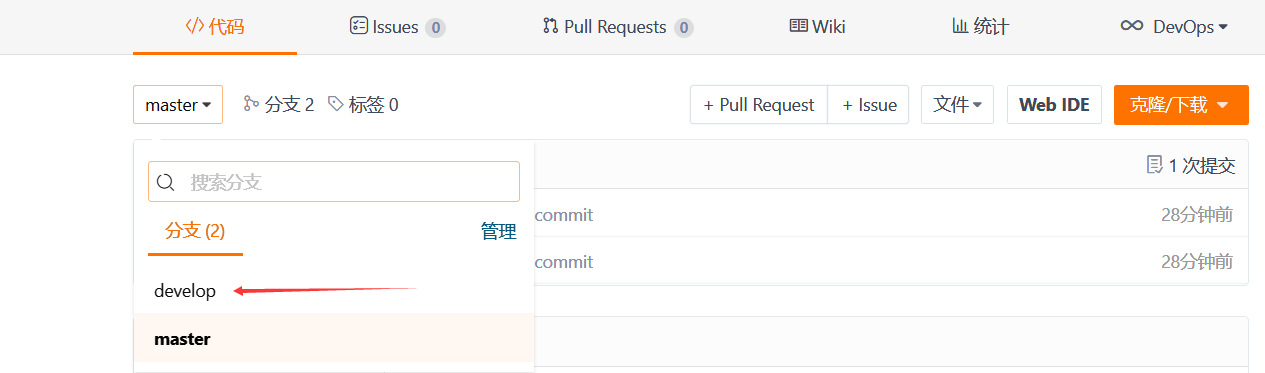 代码 Issues 0 Pull Requests 0 Wiki 统计 DevOps
master 分支 2 标签 0 + Pull Request + Issue 文件 Web IDE 克隆/下载
1 次提交
搜索分支
commit 28分钟前
分支 (2) 管理
commit 28分钟前
develop
master